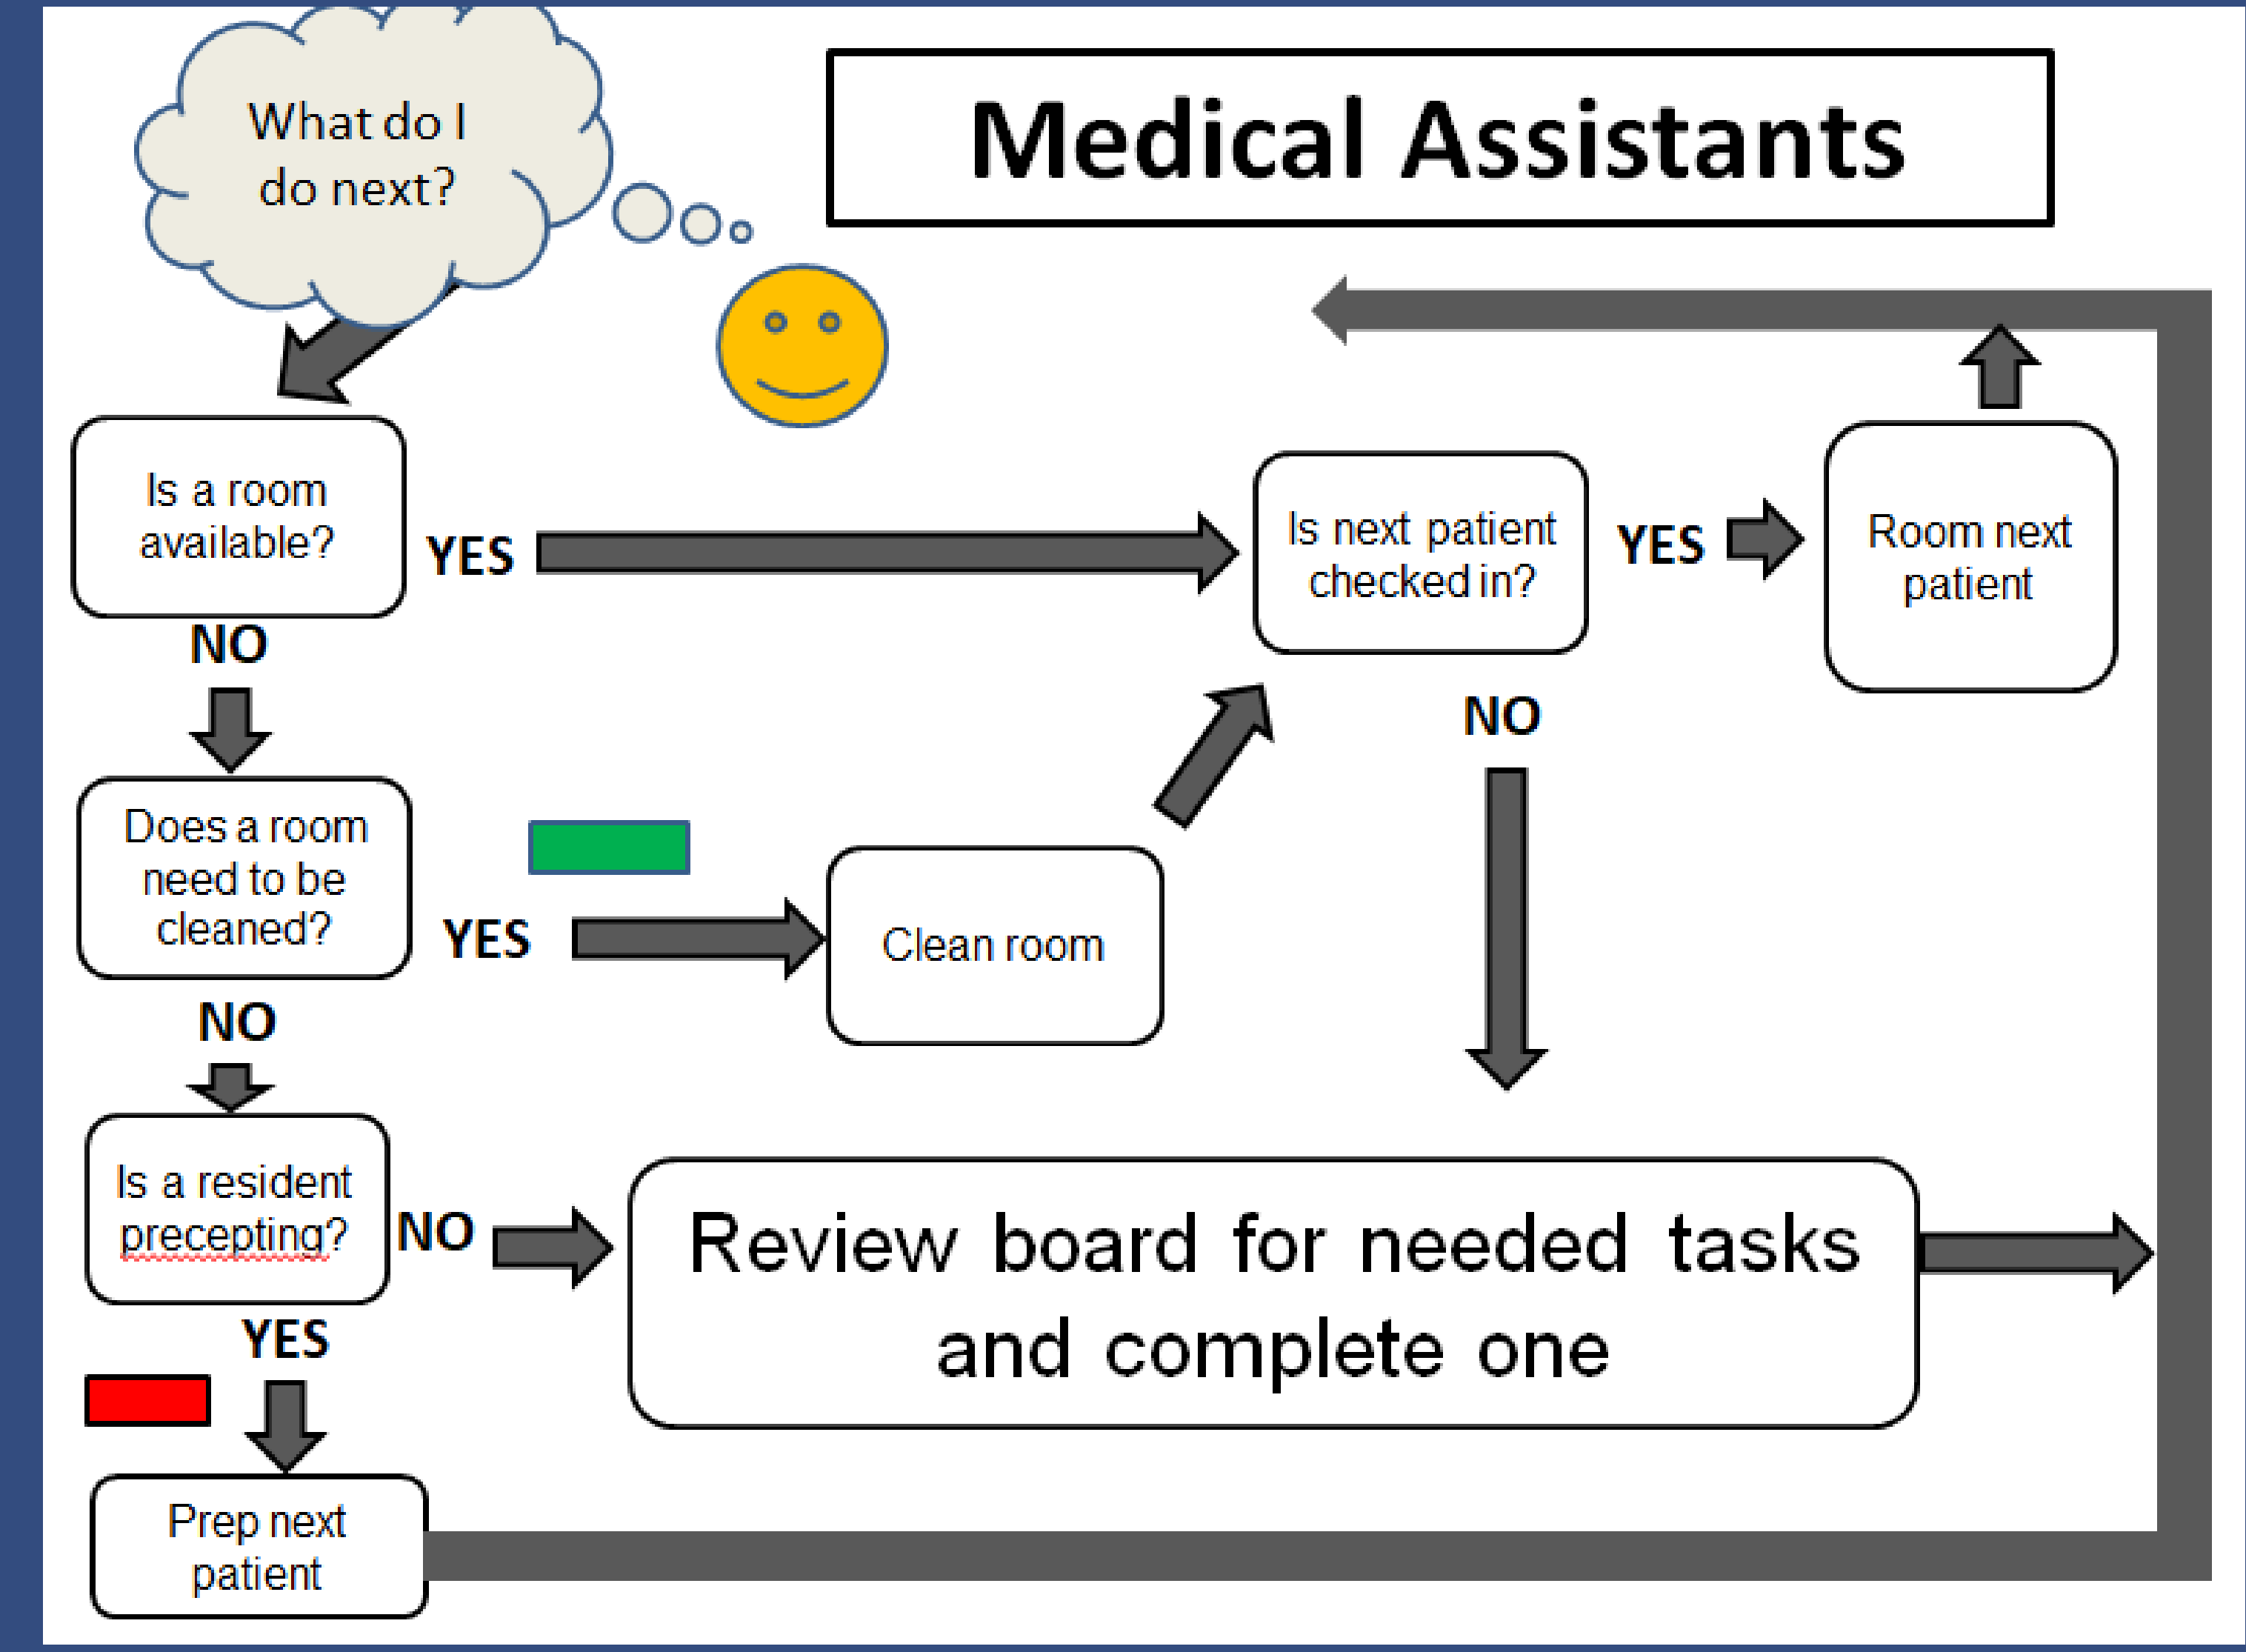 What do I
do next?
Medical Assistants
Is a room
available?
YES
Is next patient
checked in?
YES
Room next
patient
NO
NO
Does a room
need to be
cleaned?
YES
Clean room
NO
Is a resident
precepting?
NO
Review board for needed tasks
and complete one
YES
Prep next
patient